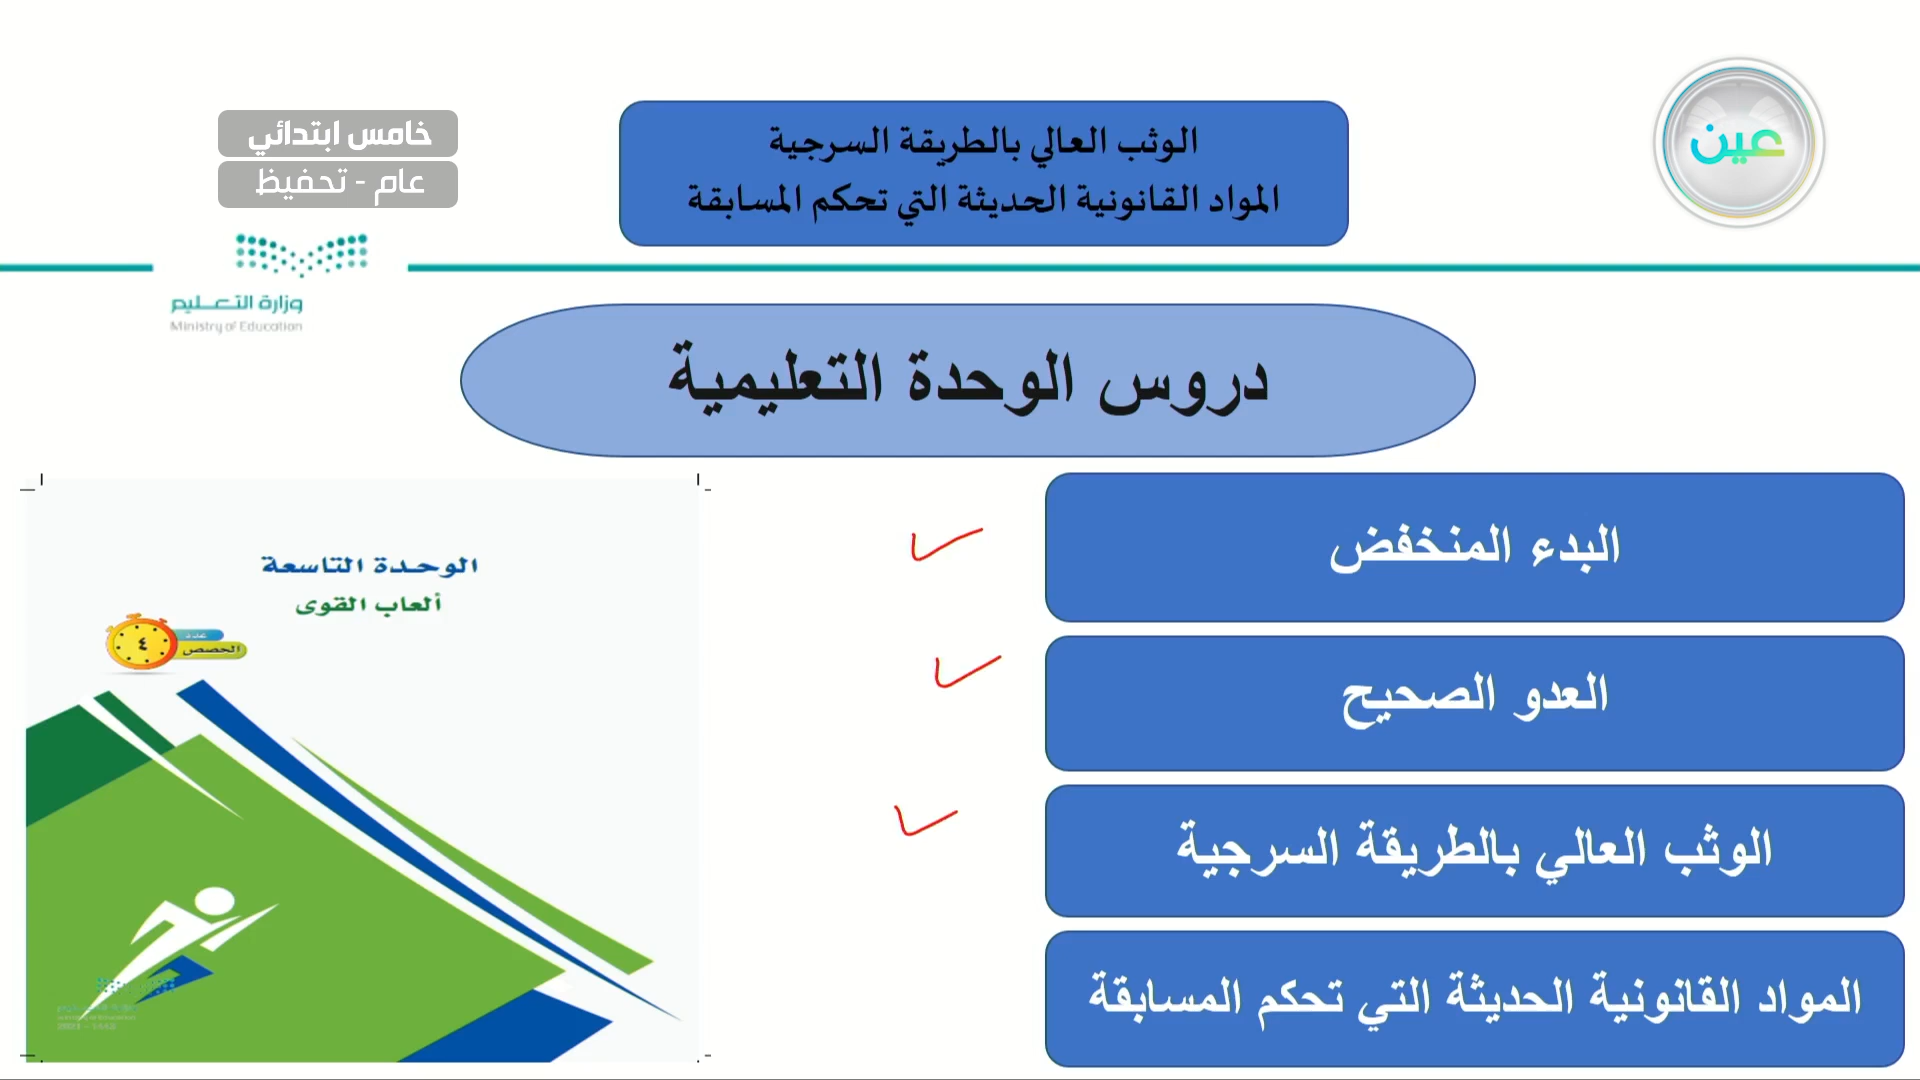 خامس ابتدائي
عام - تحفيظ
الوثب العالي بالطريقة السرجية
المواد القانونية الحديثة التي تحكم المسابقة
عين
وزارة التعليم
Ministry of Education
دروس الوحدة التعليمية
البدء المنخفض
العدو الصحيح
الوثب العالي بالطريقة السرجية
المواد القانونية الحديثة التي تحكم المسابقة
الوحدة التاسعة
ألعاب القوى
عدد
الحصص
٤